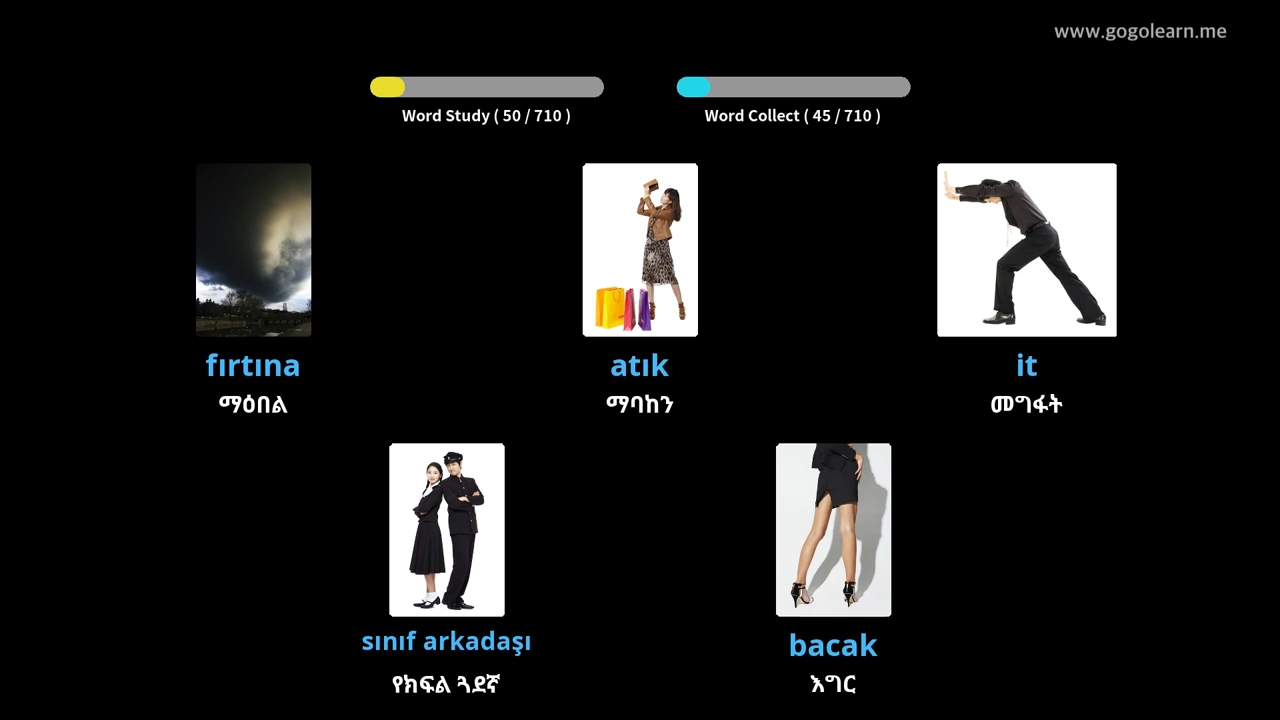 www.gogolearn.me
Word Study ( 50 / 710 )
Word Collect ( 45 / 710 )
fırtına
ማዕበል
atık
ማባከን
it
መግፋት
sınıf arkadaşı
የክፍል ጓደኛ
bacak
እግር